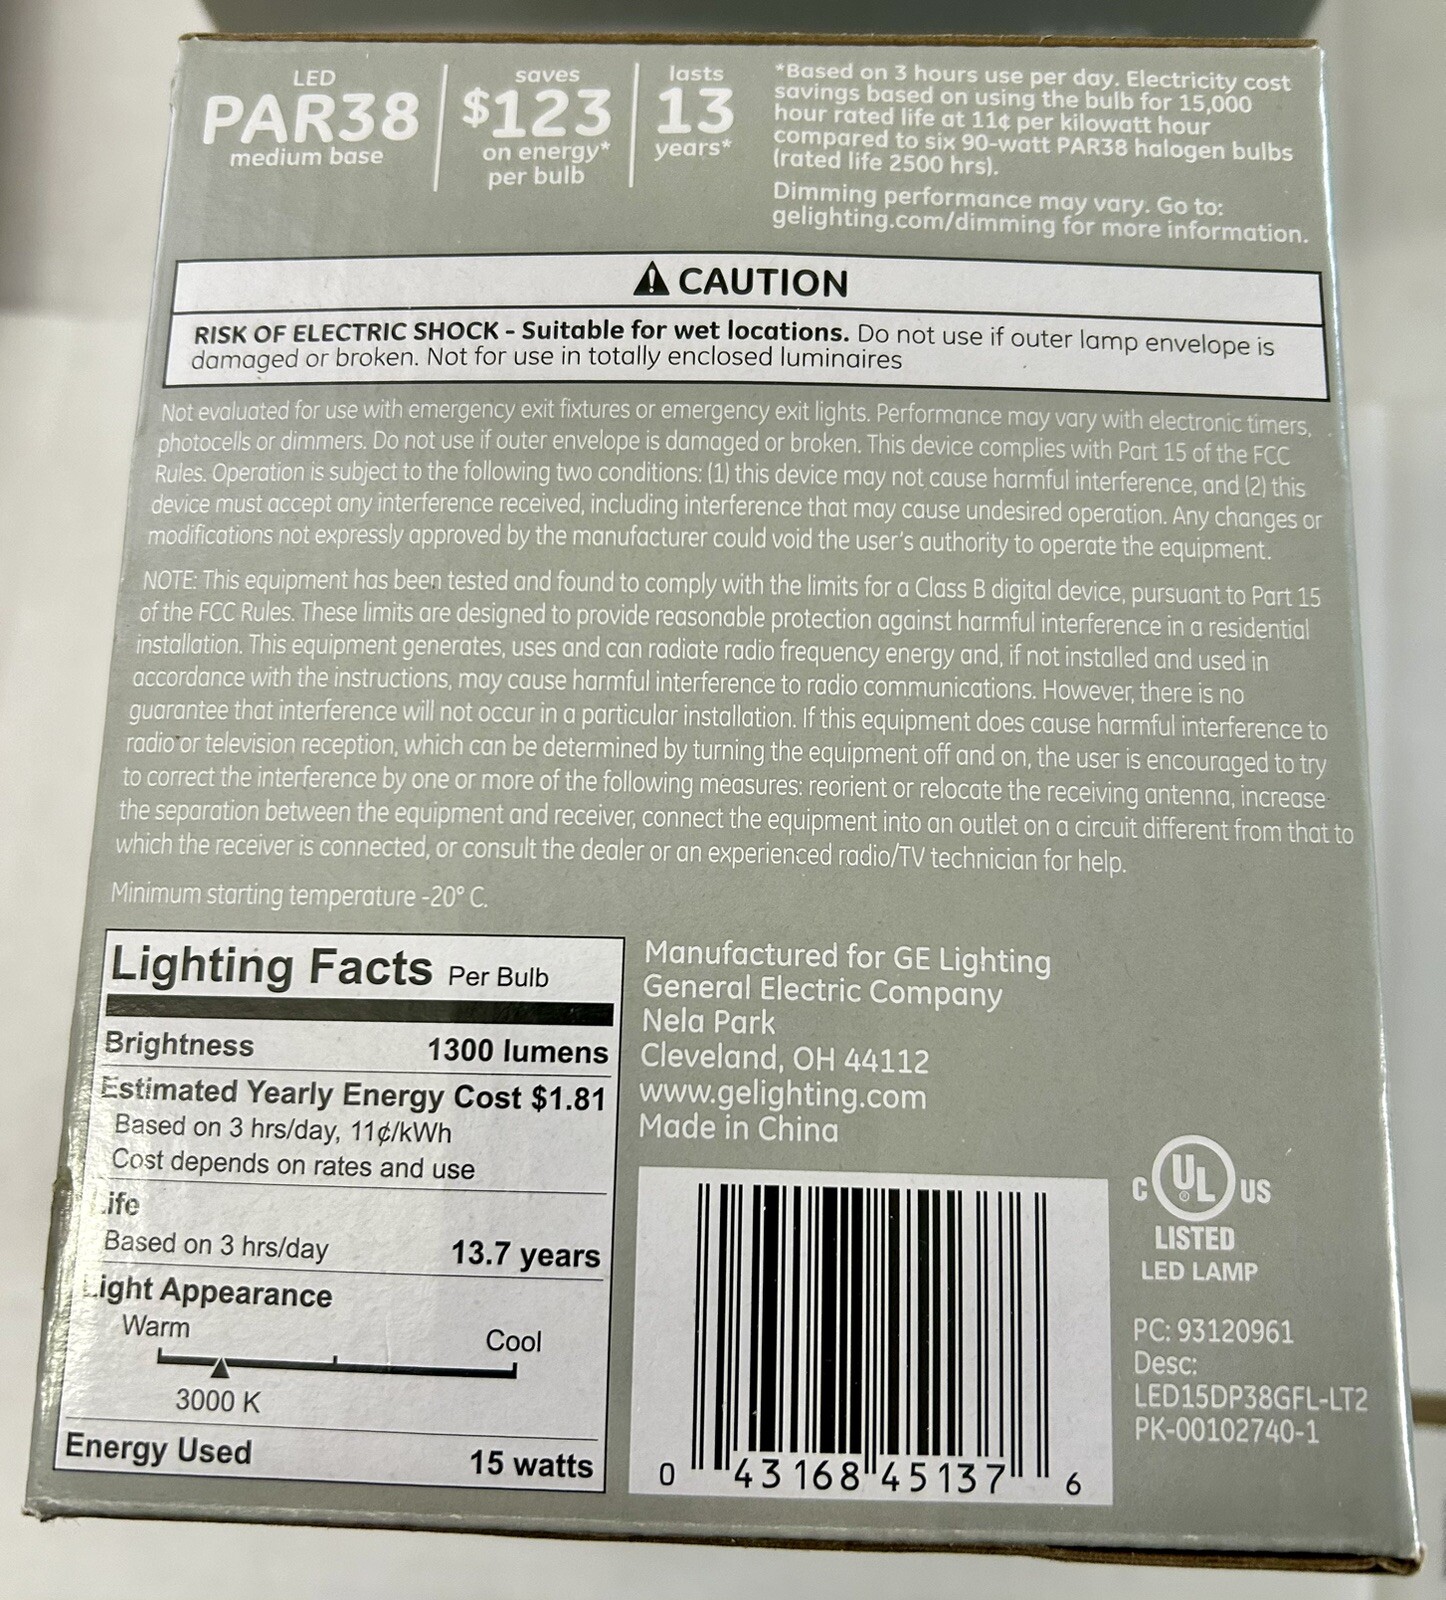 LED
PAR38
medium base
saves
$123
on energy*
per bulb
lasts
13
years*
*Based on 3 hours use per day. Electricity cost
savings based on using the bulb for 15,000
hour rated life at 11¢ per kilowatt hour
compared to six 90-watt PAR38 halogen bulbs
(rated life 2500 hrs).
Dimming performance may vary. Go to:
gelighting.com/dimming for more information.
CAUTION
RISK OF ELECTRIC SHOCK - Suitable for wet locations. Do not use if outer lamp envelope is
damaged or broken. Not for use in totally enclosed luminaires
Not evaluated for use with emergency exit fixtures or emergency exit lights. Performance may vary with electronic timers,
photocells or dimmers. Do not use if outer envelope is damaged or broken. This device complies with Part 15 of the FCC
Rules. Operation is subject to the following two conditions: (1) this device may not cause harmful interference, and (2) this
device must accept any interference received, including interference that may cause undesired operation. Any changes or
modifications not expressly approved by the manufacturer could void the user's authority to operate the equipment.
NOTE: This equipment has been tested and found to comply with the limits for a Class B digital device, pursuant to Part 15
of the FCC Rules. These limits are designed to provide reasonable protection against harmful interference in a residential
installation. This equipment generates, uses and can radiate radio frequency energy and, if not installed and used in
accordance with the instructions, may cause harmful interference to radio communications. However, there is no
guarantee that interference will not occur in a particular installation. If this equipment does cause harmful interference to
radio or television reception, which can be determined by turning the equipment off and on, the user is encouraged to try
to correct the interference by one or more of the following measures: reorient or relocate the receiving antenna, increase
the separation between the equipment and receiver, connect the equipment into an outlet on a circuit different from that to
which the receiver is connected, or consult the dealer or an experienced radio/TV technician for help.
Minimum starting temperature -20° C.
Lighting Facts Per Bulb
Brightness 1300 lumens
Estimated Yearly Energy Cost $1.81
Based on 3 hrs/day, 11¢/kWh
Cost depends on rates and use
Life
Based on 3 hrs/day 13.7 years
Light Appearance
Warm Cool
3000 K
Energy Used 15 watts
Manufactured for GE Lighting
General Electric Company
Nela Park
Cleveland, OH 44112
www.gelighting.com
Made in China
0 43168 45137 6
C UL® US
LISTED
LED LAMP
PC: 93120961
Desc:
LED15DP38GFL-LT2
PK-00102740-1